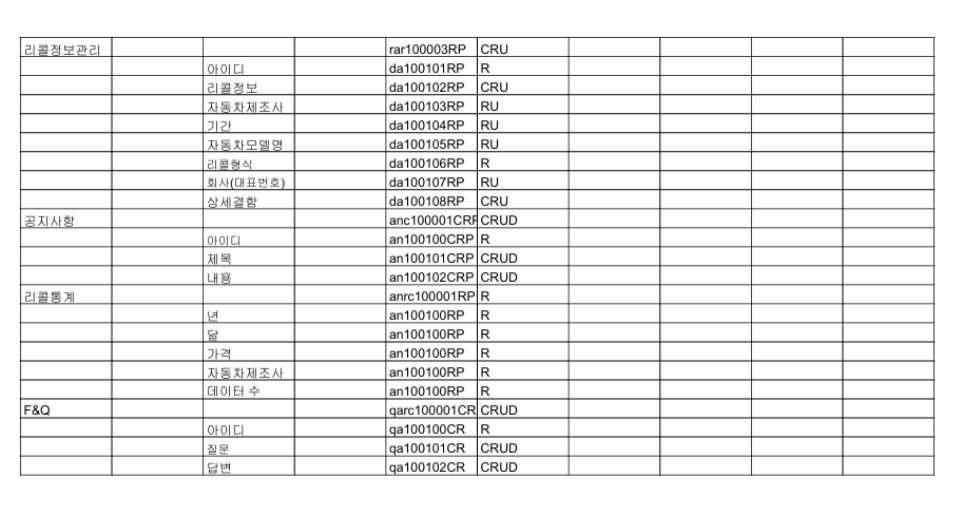 리콜정보관리 rar100003RP CRU
아이디 da100101RP R
리콜정보 da100102RP CRU
자동차제조사 da100103RP RU
기간 da100104RP RU
자동차모델명 da100105RP RU
리콜형식 da100106RP R
회사(대표번호) da100107RP RU
상세결함 da100108RP CRU
공지사항 anc100001CRF CRUD
아이디 an100100CRP R
제목 an100101CRP CRUD
내용 an100102CRP CRUD
리콜통계 anrc100001RP R
년 an100100RP R
달 an100100RP R
가격 an100100RP R
자동차제조사 an100100RP R
데이터 수 an100100RP R
F&Q qarc100001CR CRUD
아이디 qa100100CR R
질문 qa100101CR CRUD
답변 qa100102CR CRUD